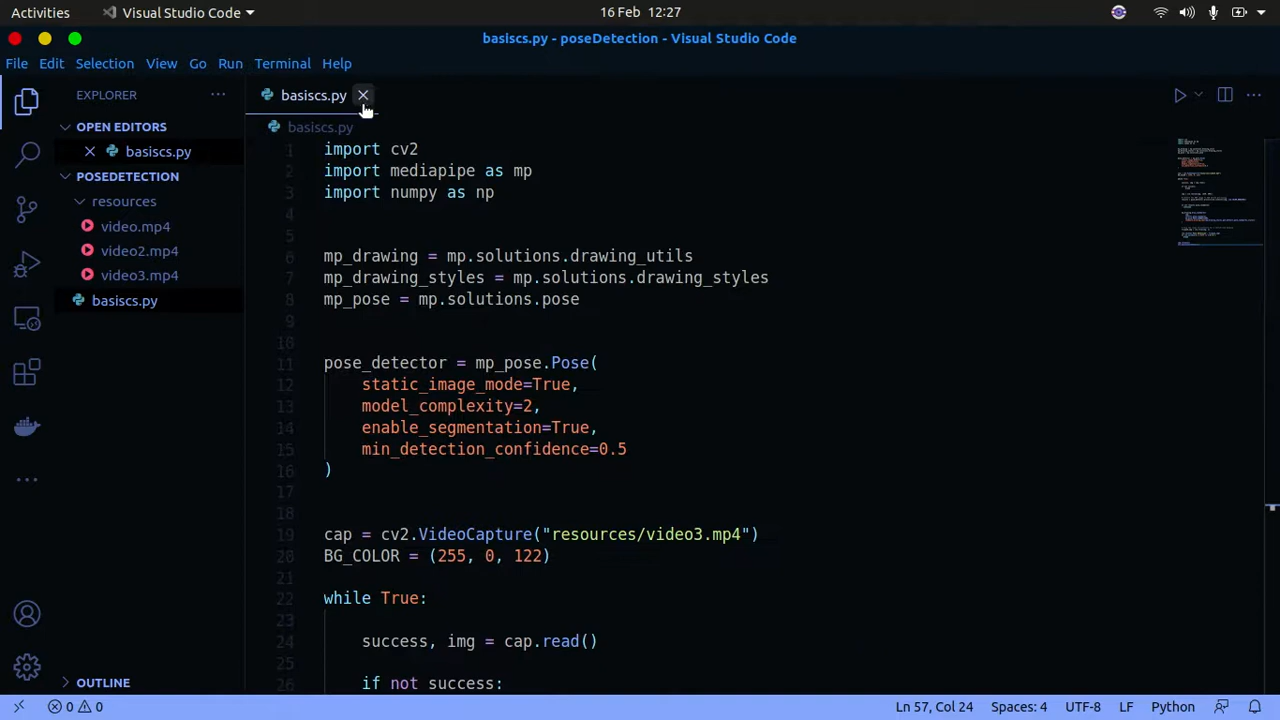 Activities
Visual Studio Code
16 Feb 12:27
basiscs.py - poseDetection - Visual Studio Code
File Edit Selection View Go Run Terminal Help
EXPLORER
OPEN EDITORS
basiscs.py
POSEDETECTION
resources
video.mp4
video2.mp4
video3.mp4
basiscs.py
OUTLINE
basiscs.py
basiscs.py
1 import cv2
2 import mediapipe as mp
3 import numpy as np
4
5
6 mp_drawing = mp.solutions.drawing_utils
7 mp_drawing_styles = mp.solutions.drawing_styles
8 mp_pose = mp.solutions.pose
9
10
11 pose_detector = mp_pose.Pose(
12 static_image_mode=True,
13 model_complexity=2,
14 enable_segmentation=True,
15 min_detection_confidence=0.5
16 )
17
18
19 cap = cv2.VideoCapture("resources/video3.mp4")
20 BG_COLOR = (255, 0, 122)
21
22 while True:
23
24 success, img = cap.read()
25
26 if not success:
0 0
Ln 57, Col 24
Spaces: 4
UTF-8
LF
Python